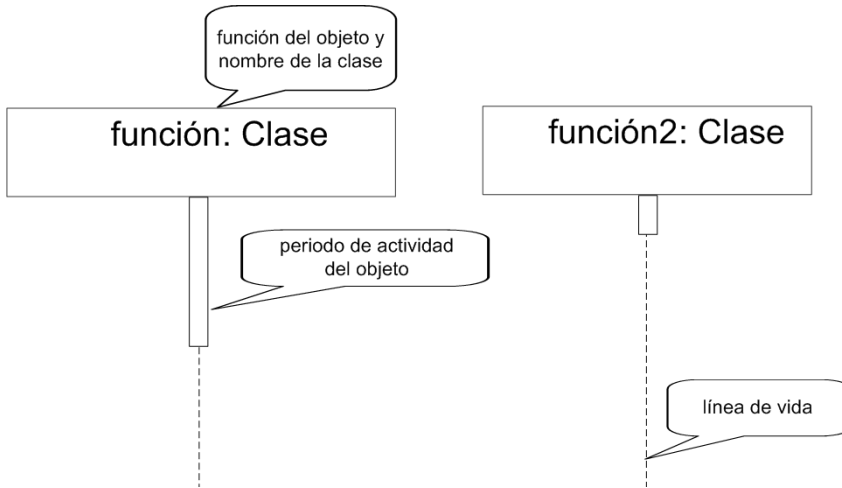 función del objeto y
nombre de la clase
función: Clase
función2: Clase
periodo de actividad
del objeto
línea de vida